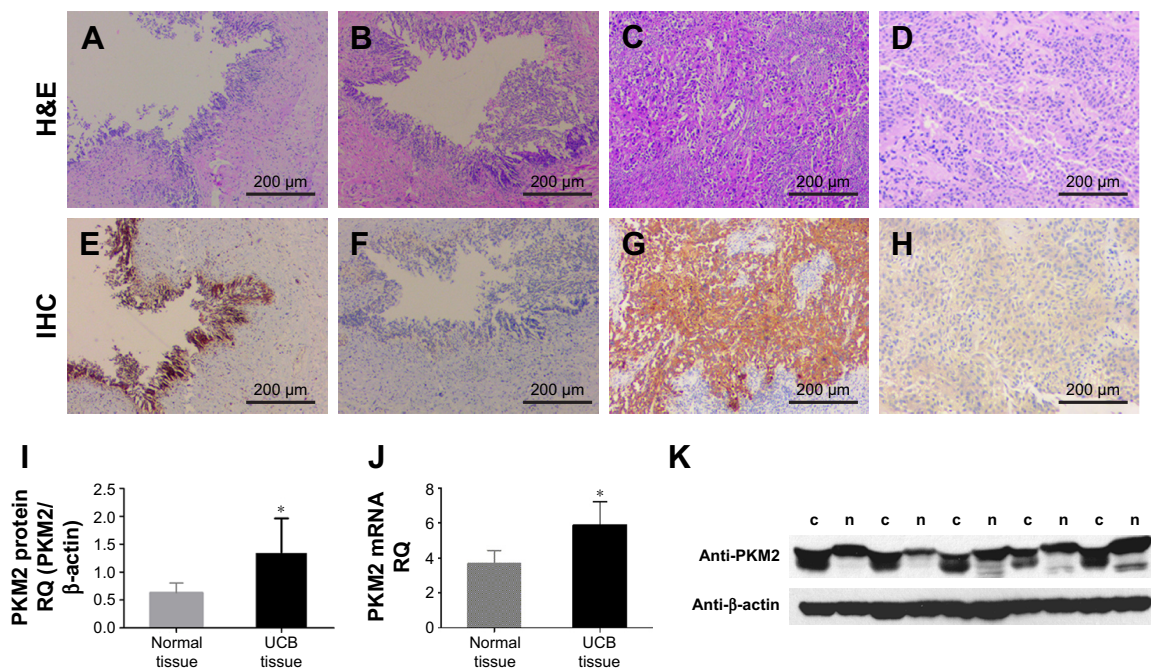 H&E
A
B
C
D
200 µm
200 µm
200 µm
200 µm
IHC
E
F
G
H
200 µm
200 µm
200 µm
200 µm
I
PKM2 protein
RQ (PKM2/
β-actin)
2.5
2.0
1.5
1.0
0.5
0.0
*
Normal
tissue
UCB
tissue
J
PKM2 mRNA
RQ
8
6
4
2
0
*
Normal
tissue
UCB
tissue
K
c n c n c n c n c n
Anti-PKM2
Anti-β-actin